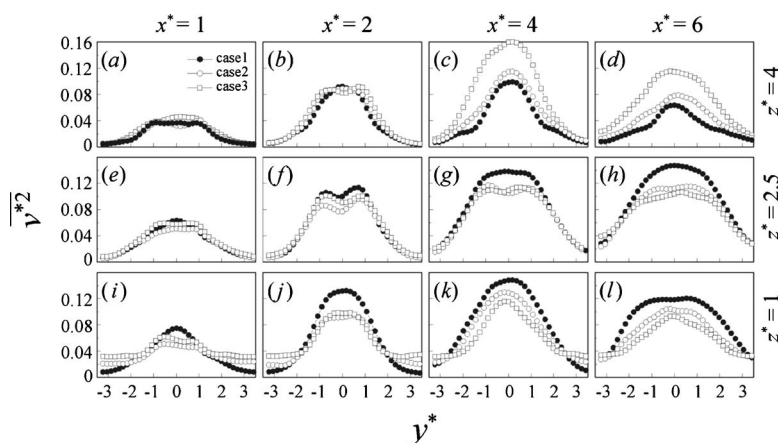 x* = 1 x* = 2 x* = 4 x* = 6
0.16 (a) case1 (b) (c) (d)
case2
0.12 case3
0.08
0.04
0
z* = 4
(e) (f) (g) (h)
0.12
0.08
0.04
0
z* = 2.5
v*2
(i) (j) (k) (l)
0.12
0.08
0.04
0
z* = 1
-3 -2 -1 0 1 2 3 -3 -2 -1 0 1 2 3 -3 -2 -1 0 1 2 3 -3 -2 -1 0 1 2 3
y*